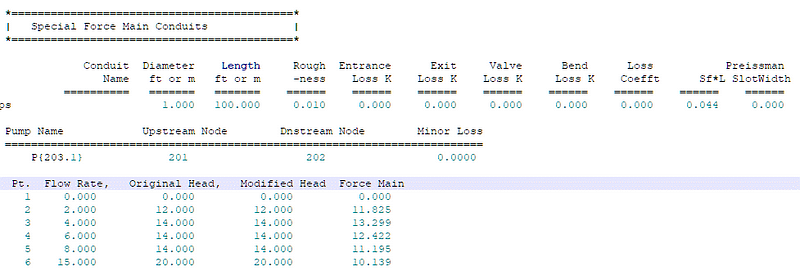 *===========================================*
|   Special Force Main Conduits             |
*===========================================*
Conduit Diameter Length Rough Entrance Exit Valve Bend Loss Preissman
Name ft or m ft or m -ness Loss K Loss K Loss K Loss K Coefft Sf*L SlotWidth
========== ======= ======= ====== ====== ====== ====== ====== ====== ====== ======
ps 1.000 100.000 0.010 0.000 0.000 0.000 0.000 0.000 0.044 0.000
Pump Name Upstream Node Dnstream Node Minor Loss
=========================================================================
P{203.1} 201 202 0.0000
Pt. Flow Rate, Original Head, Modified Head Force Main
1 0.000 0.000 0.000 0.000
2 2.000 12.000 12.000 11.825
3 4.000 14.000 14.000 13.299
4 6.000 14.000 14.000 12.422
5 8.000 14.000 14.000 11.195
6 15.000 20.000 20.000 10.139